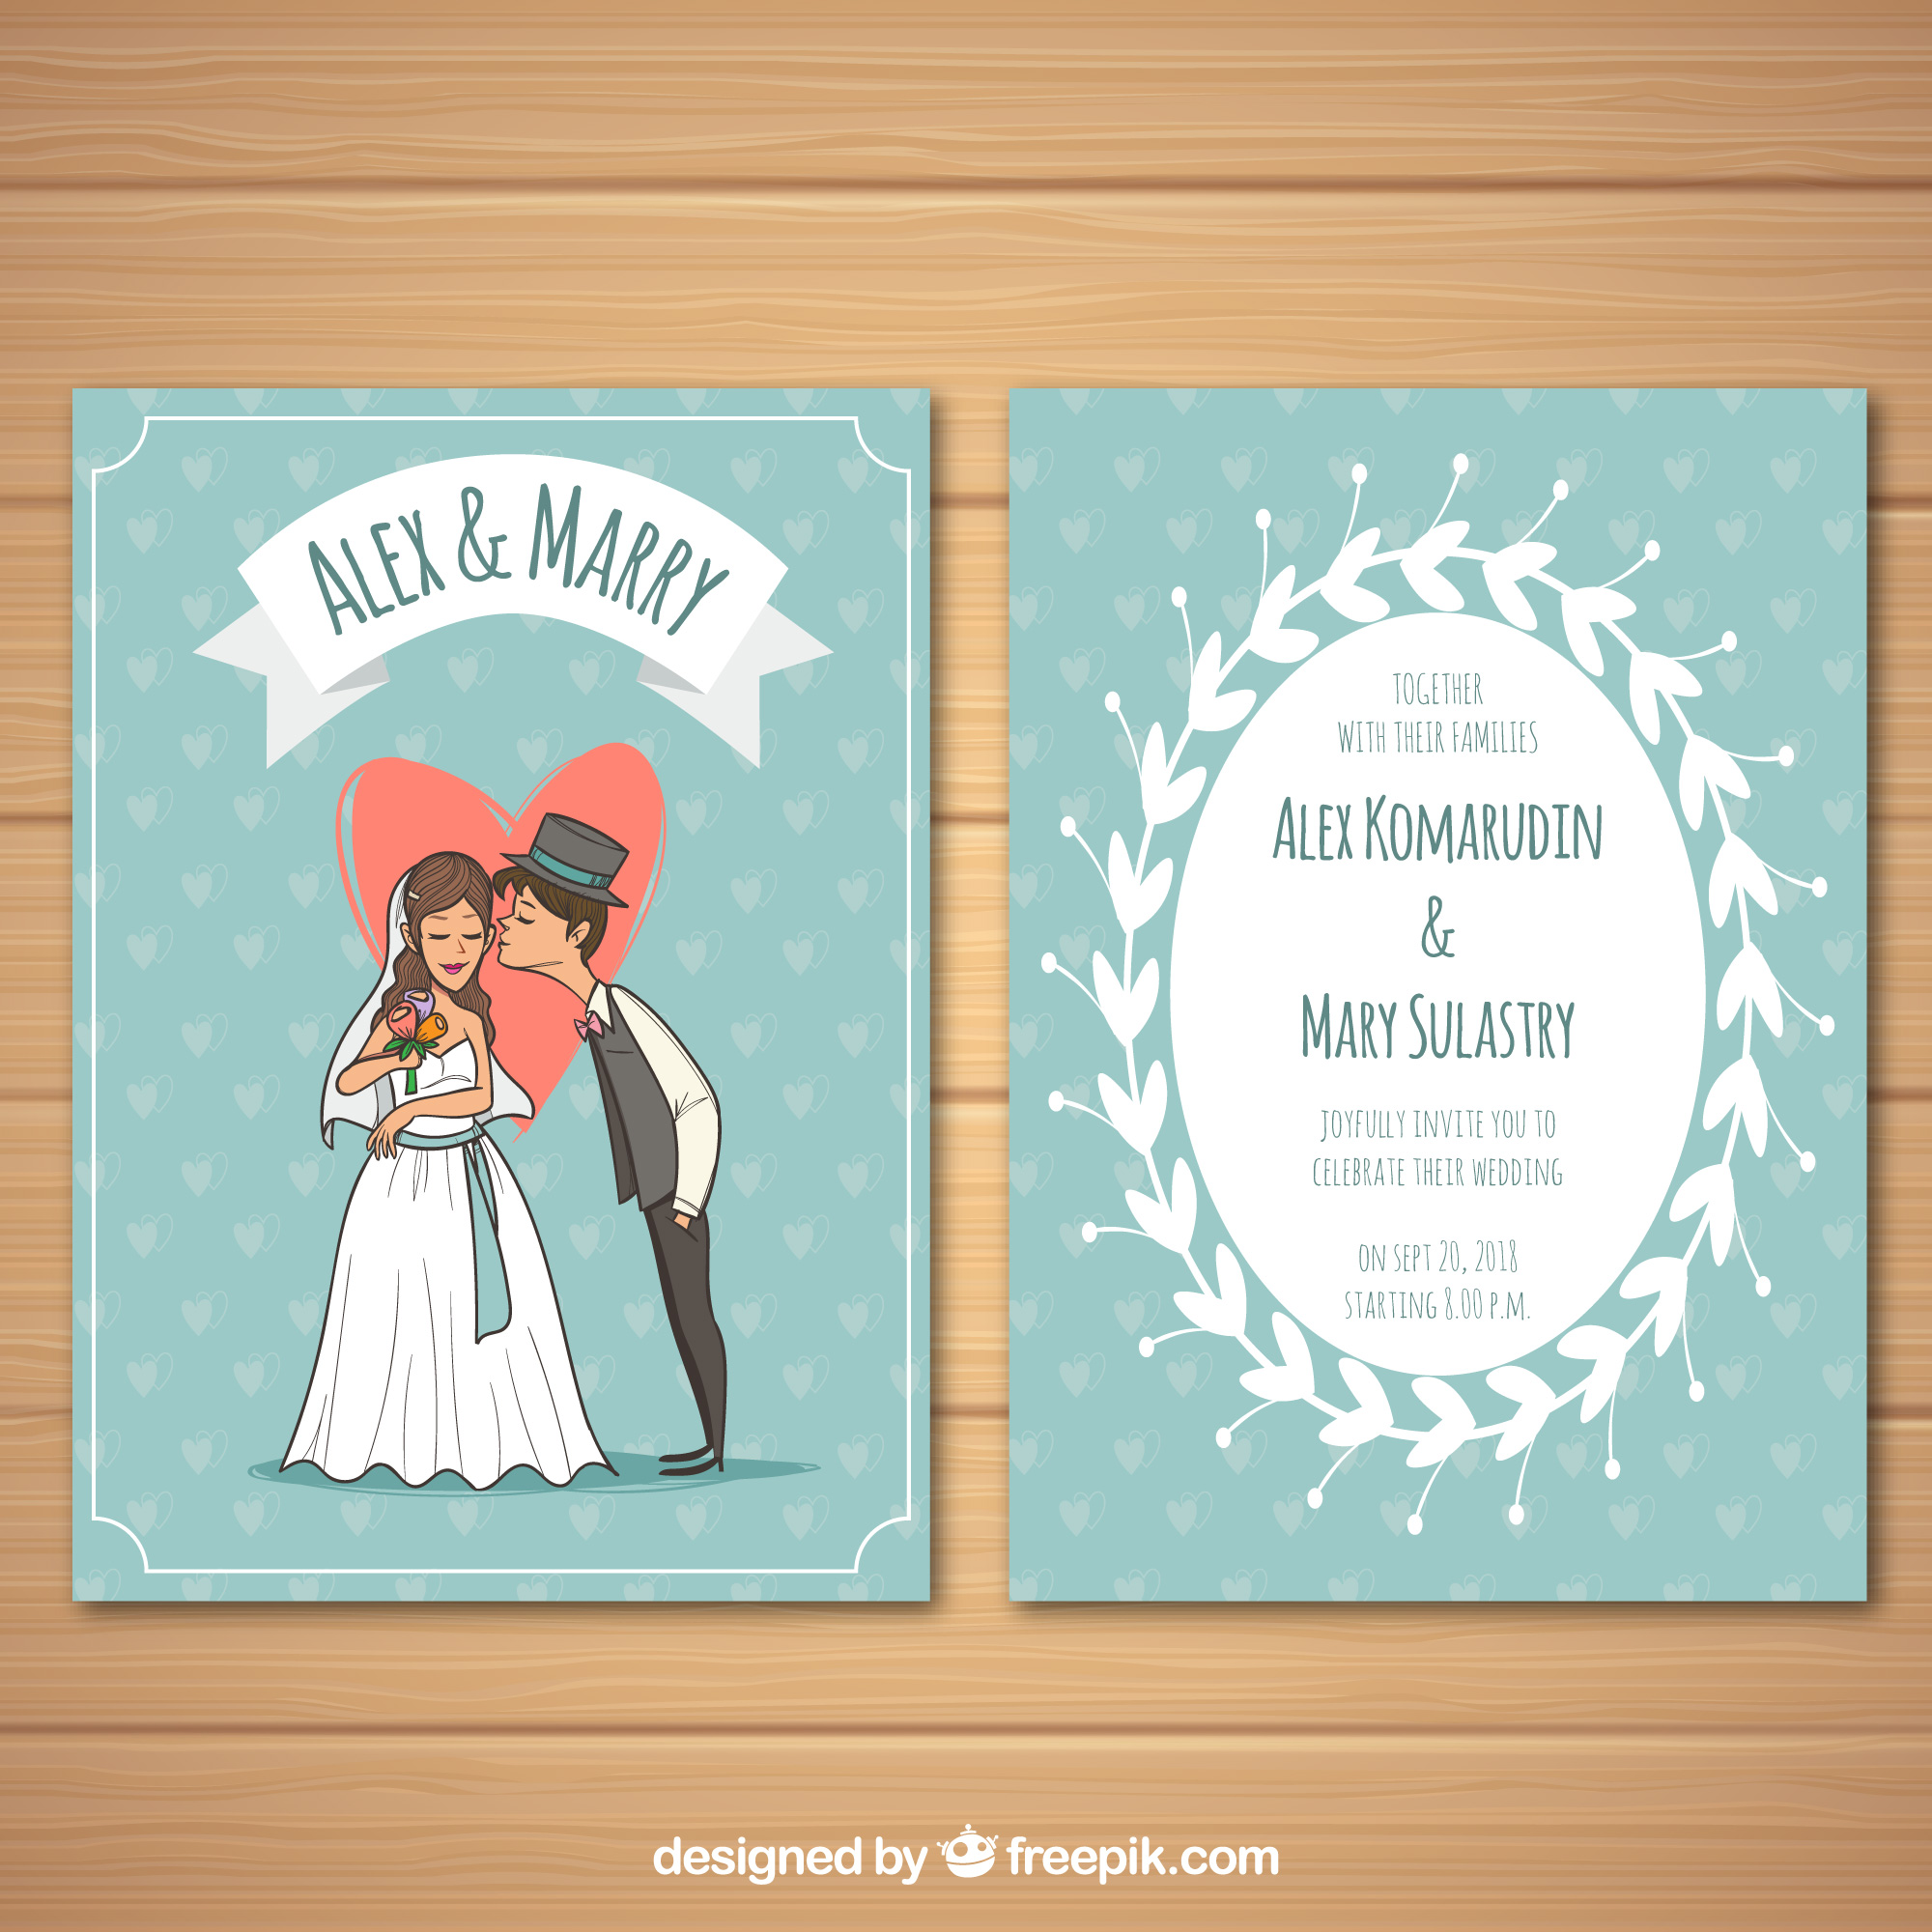 ALEX & MARRY
TOGETHER
WITH THEIR FAMILIES
ALEX KOMARUDIN
&
MARY SULASTRY
JOYFULLY INVITE YOU TO
CELEBRATE THEIR WEDDING
ON SEPT 20, 2018
STARTING 8.00 P.M.
designed by freepik.com